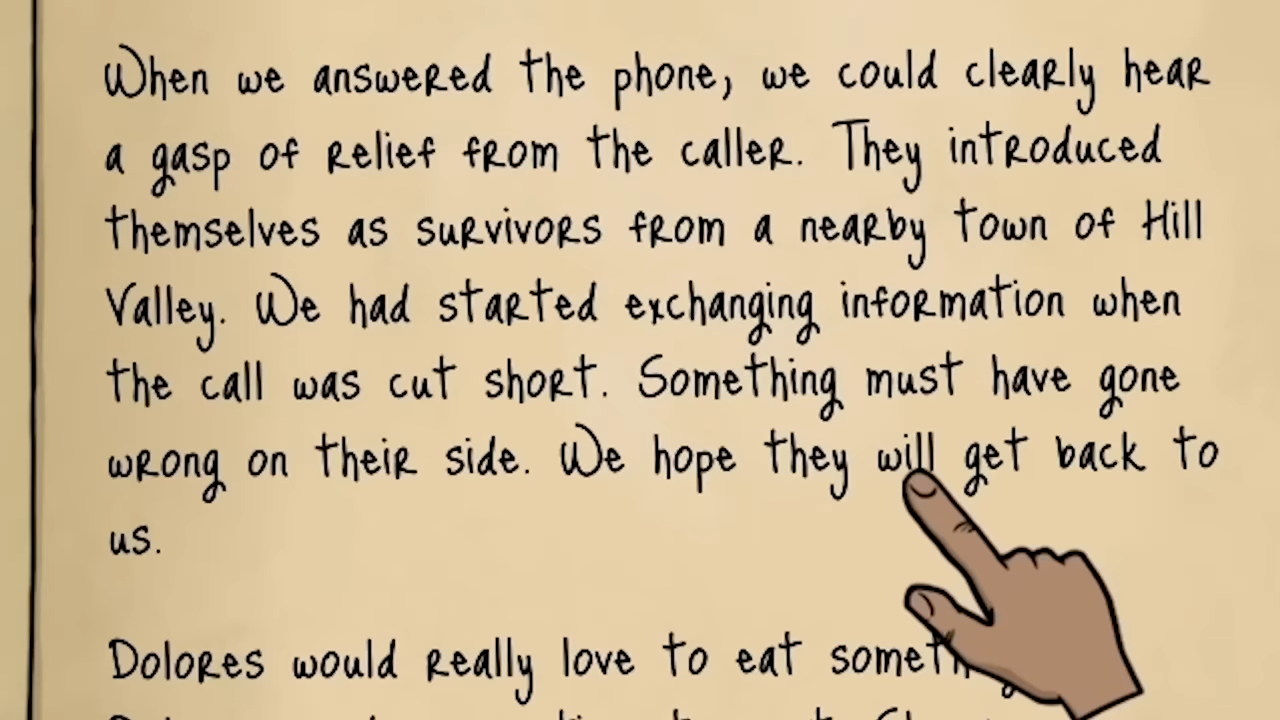 When we answered the phone, we could clearly hear
a gasp of relief from the caller. They introduced
themselves as survivors from a nearby town of Hill
Valley. We had started exchanging information when
the call was cut short. Something must have gone
wrong on their side. We hope they will get back to
us.
Dolores would really love to eat